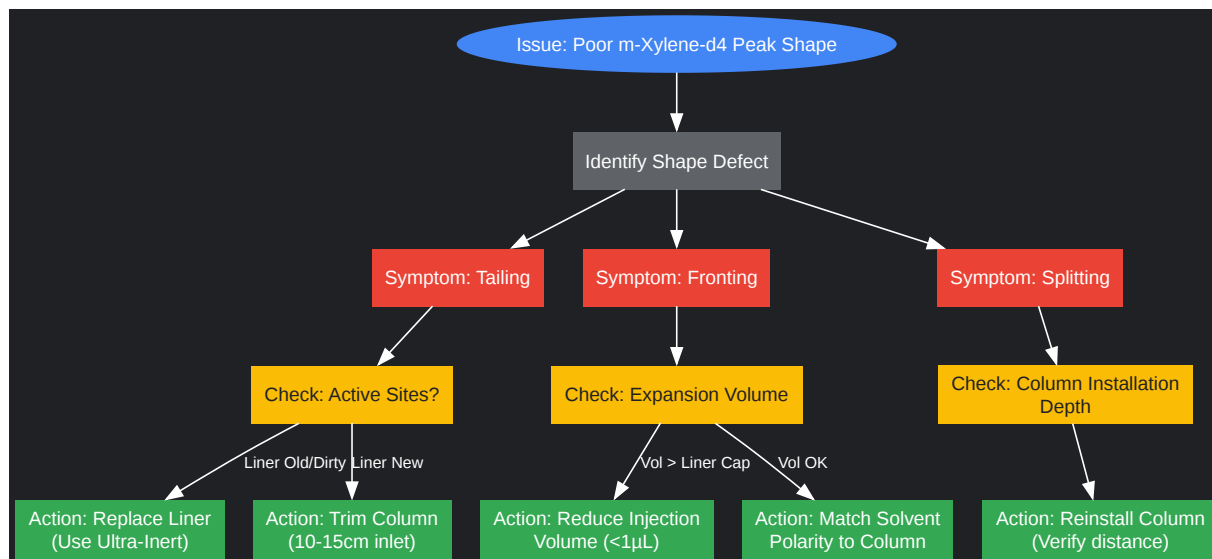 Issue: Poor m-Xylene-d4 Peak Shape
Identify Shape Defect
Symptom: Tailing
Symptom: Fronting
Symptom: Splitting
Check: Active Sites?
Check: Expansion Volume
Check: Column Installation
Depth
Liner Old/Dirty
Liner New
Vol > Liner Cap
Vol OK
Action: Replace Liner
(Use Ultra-Inert)
Action: Trim Column
(10-15cm inlet)
Action: Reduce Injection
Volume (<1µL)
Action: Match Solvent
Polarity to Column
Action: Reinstall Column
(Verify distance)